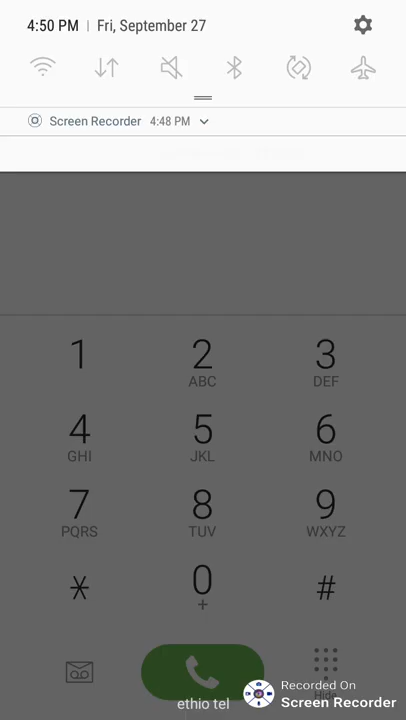 4:50 PM | Fri, September 27
Screen Recorder 4:48 PM
1 2 3
ABC DEF
4 5 6
GHI JKL MNO
7 8 9
PQRS TUV WXYZ
* 0 #
+
Hide
Recorded On
Screen Recorder
ethio tel